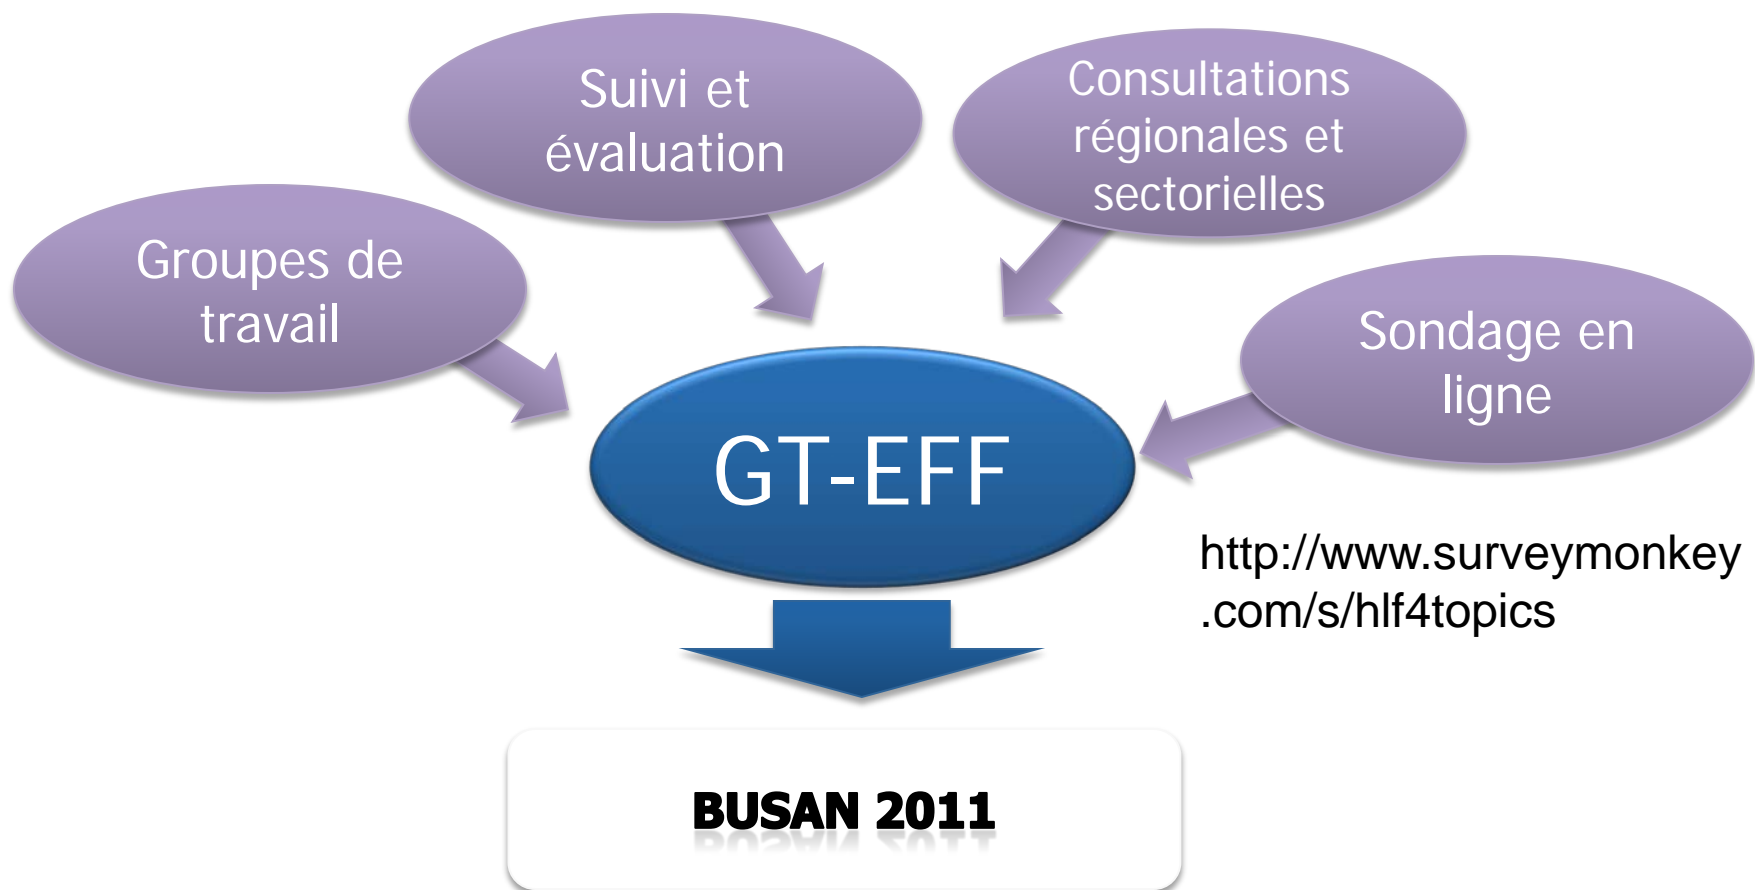 Suivi et
évaluation
Consultations
régionales et
sectorielles
Groupes de
travail
Sondage en
ligne
GT-EFF
http://www.surveymonkey
.com/s/hlf4topics
BUSAN 2011